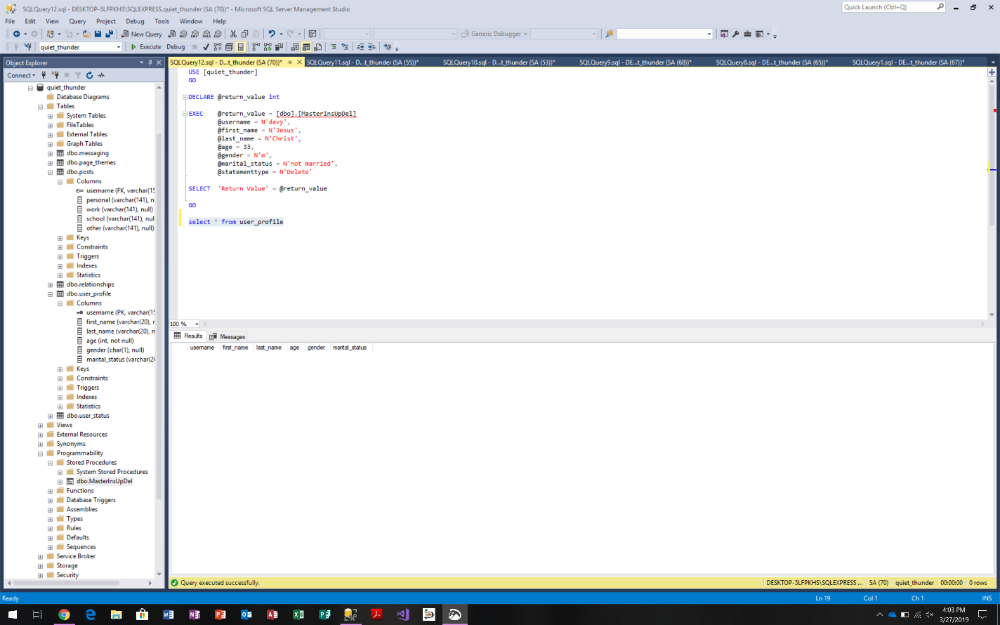 SQLQuery12.sql - DESKTOP-5LFPKHS\SQLEXPRESS.quiet_thunder (SA (70))* - Microsoft SQL Server Management Studio
Quick Launch (Ctrl+Q)
File Edit View Query Project Debug Tools Window Help
New Query
Generic Debugger
quiet_thunder
Execute Debug
Object Explorer
SQLQuery12.sql - D...t_thunder (SA (70))*
SQLQuery11.sql - D...t_thunder (SA (55))*
SQLQuery10.sql - D...t_thunder (SA (53))*
SQLQuery9.sql - DE...t_thunder (SA (68))*
SQLQuery8.sql - DE...t_thunder (SA (65))*
SQLQuery1.sql - DE...t_thunder (SA (67))*
Connect
quiet_thunder
Database Diagrams
Tables
System Tables
FileTables
External Tables
Graph Tables
dbo.messaging
dbo.page_themes
dbo.posts
Columns
username (FK, varchar(15
personal (varchar(141), n
work (varchar(141), null)
school (varchar(141), nul
other (varchar(141), null)
Keys
Constraints
Triggers
Indexes
Statistics
dbo.relationships
dbo.user_profile
Columns
username (PK, varchar(15
first_name (varchar(20), r
last_name (varchar(20), n
age (int, not null)
gender (char(1), null)
marital_status (varchar(20
Keys
Constraints
Triggers
Indexes
Statistics
dbo.user_status
Views
External Resources
Synonyms
Programmability
Stored Procedures
System Stored Procedures
dbo.MasterInsUpDel
Functions
Database Triggers
Assemblies
Types
Rules
Defaults
Sequences
Service Broker
Storage
Security
USE [quiet_thunder]
GO
DECLARE @return_value int
EXEC @return_value = [dbo].[MasterInsUpDel]
@username = N'davy',
@first_name = N'Jesus',
@last_name = N'Christ',
@age = 33,
@gender = N'm',
@marital_status = N'not married',
@statementtype = N'Delete'
SELECT 'Return Value' = @return_value
GO
select * from user_profile
100 %
Results Messages
username first_name last_name age gender marital_status
Query executed successfully.
DESKTOP-5LFPKHS\SQLEXPRESS ... SA (70) quiet_thunder 00:00:00 0 rows
Ready
Ln 19 Col 1 Ch 1 INS
4:03 PM
3/27/2019